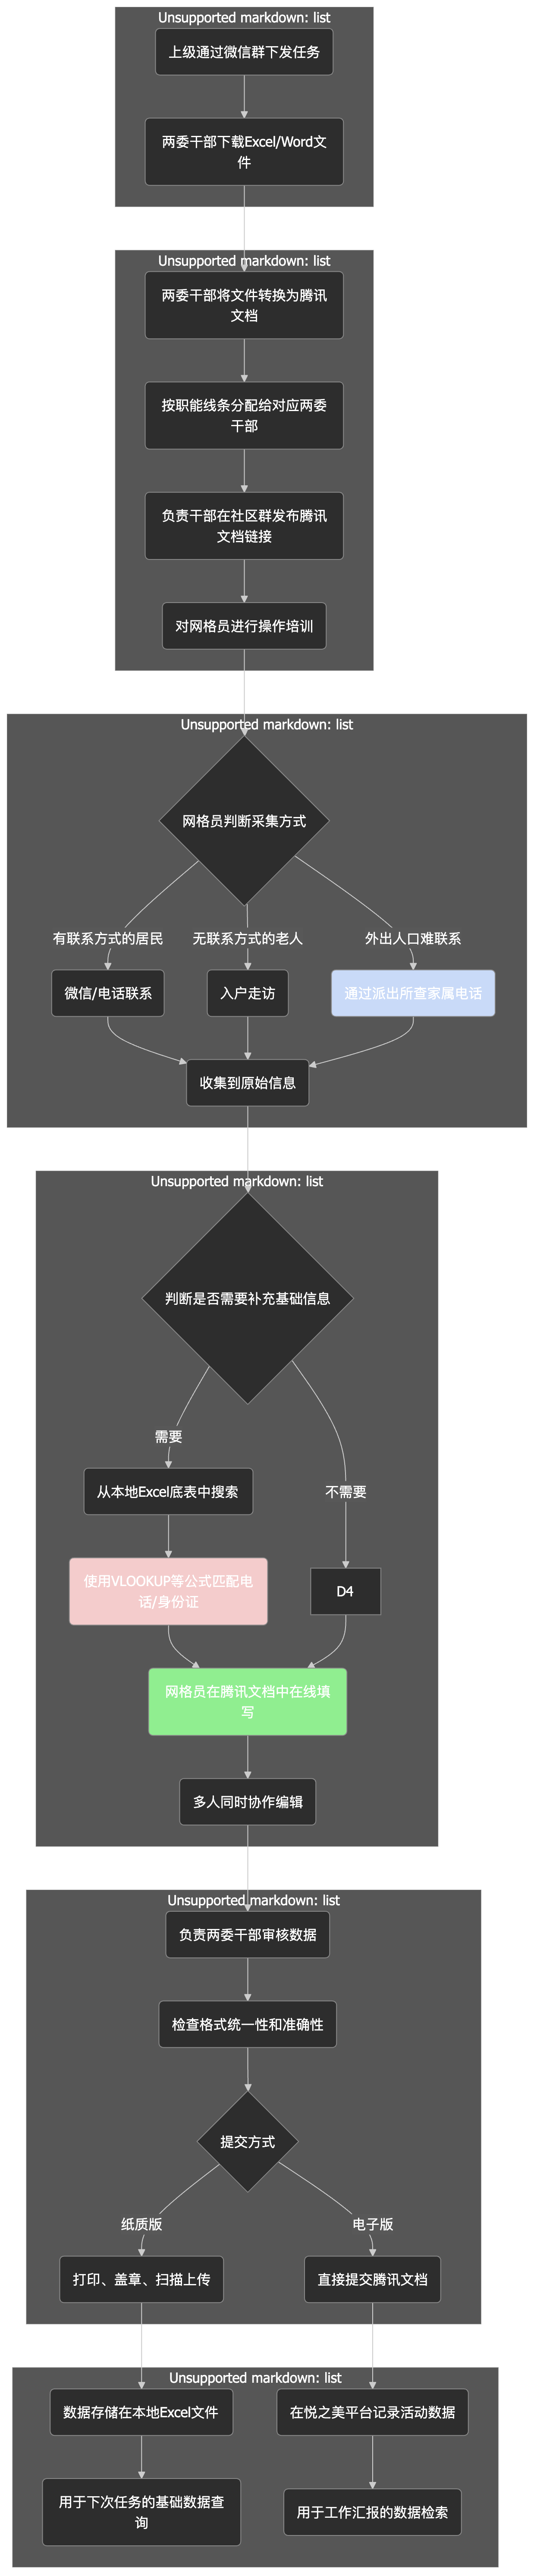 Unsupported markdown: list
上级通过微信群下发任务
两委干部下载Excel/Word文
件
Unsupported markdown: list
两委干部将文件转换为腾讯
文档
按职能线条分配给对应两委
干部
负责干部在社区群发布腾讯
文档链接
对网格员进行操作培训
Unsupported markdown: list
网格员判断采集方式
有联系方式的居民
无联系方式的老人
外出人口难联系
微信/电话联系
入户走访
通过派出所查家属电话
收集到原始信息
Unsupported markdown: list
判断是否需要补充基础信息
需要
从本地Excel底表中搜索
不需要
使用VLOOKUP等公式匹配电
话/身份证
D4
网格员在腾讯文档中在线填
写
多人同时协作编辑
Unsupported markdown: list
负责两委干部审核数据
检查格式统一性和准确性
提交方式
纸质版
电子版
打印、盖章、扫描上传
直接提交腾讯文档
Unsupported markdown: list
数据存储在本地Excel文件
在悦之美平台记录活动数据
用于下次任务的基础数据查
询
用于工作汇报的数据检索